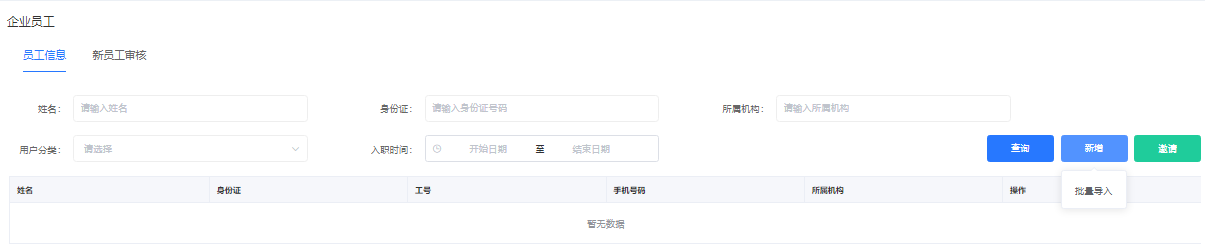 企业员工
员工信息 新员工审核
姓名： 请输入姓名 身份证： 请输入身份证号码 所属机构： 请输入所属机构
用户分类： 请选择 入职时间： 开始日期 至 结束日期 查询 新增 邀请
批量导入
姓名 身份证 工号 手机号码 所属机构 操作
暂无数据